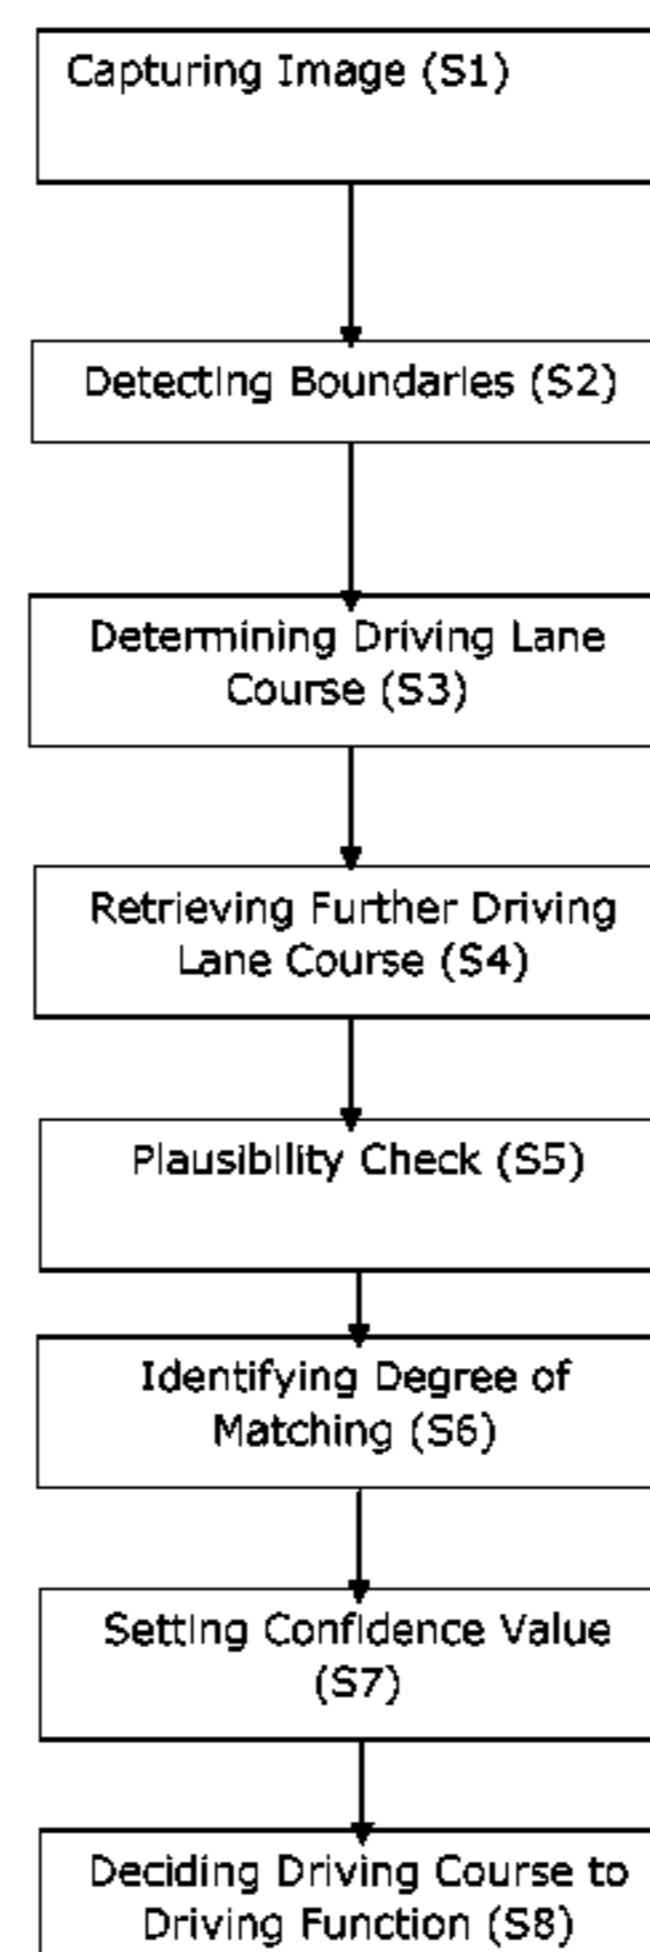 Capturing Image (S1)
Detecting Boundaries (S2)
Determining Driving Lane
Course (S3)
Retrieving Further Driving
Lane Course (S4)
Plausibility Check (S5)
Identifying Degree of
Matching (S6)
Setting Confidence Value
(S7)
Deciding Driving Course to
Driving Function (S8)